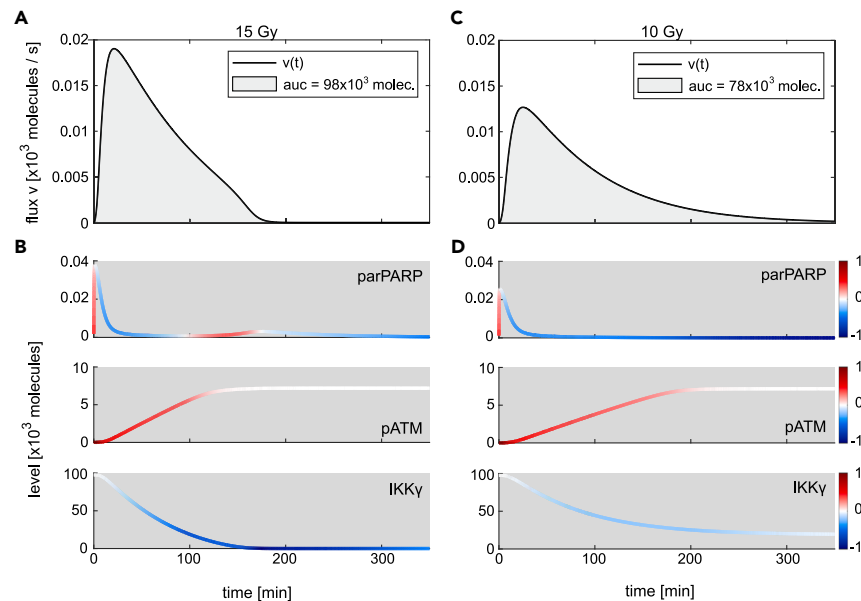 A
15 Gy
0.02
0.015
0.01
0.005
0
flux v [x10³ molecules / s]
v(t)
auc = 98x10³ molec.
C
10 Gy
0.02
0.015
0.01
0.005
0
v(t)
auc = 78x10³ molec.
B
0.04
0.02
0
parPARP
10
5
0
pATM
100
50
0
IKKγ
level [x10³ molecules]
0 100 200 300
time [min]
D
0.04
0.02
0
parPARP
1
0
-1
10
5
0
pATM
1
0
-1
100
50
0
IKKγ
1
0
-1
0 100 200 300
time [min]